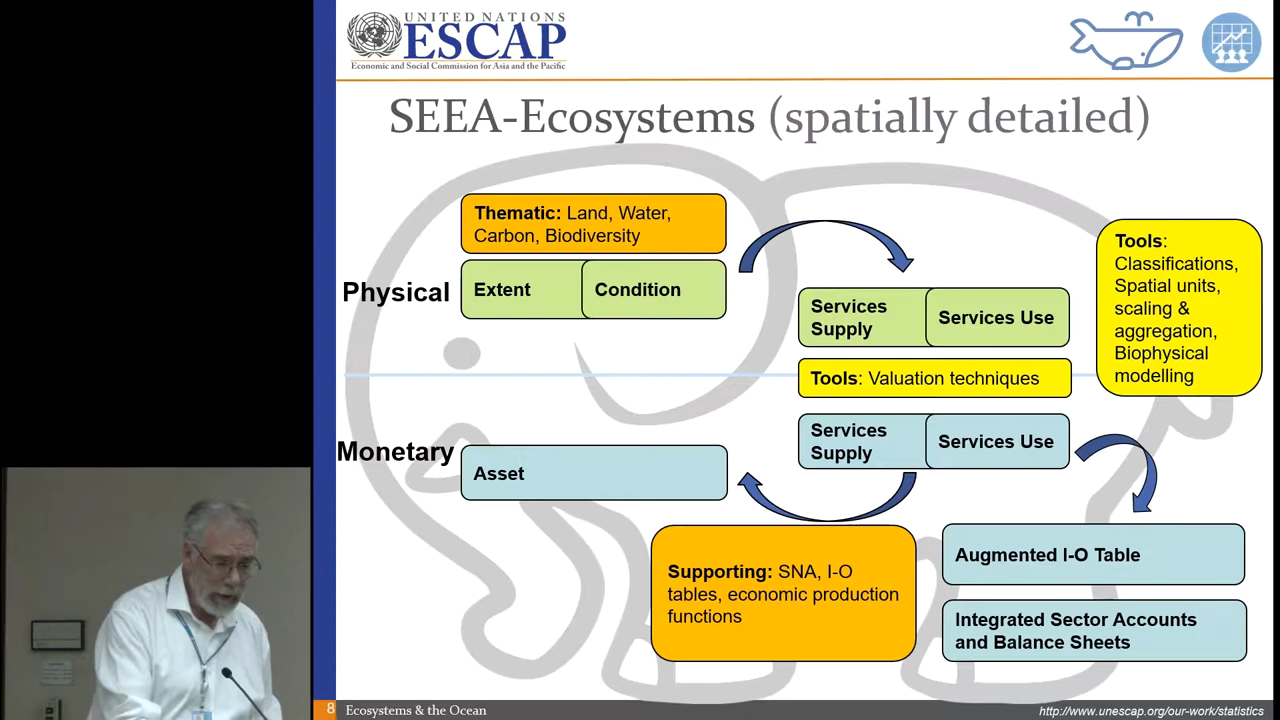 UNITED NATIONS
ESCAP
Economic and Social Commission for Asia and the Pacific
SEEA-Ecosystems (spatially detailed)
Thematic: Land, Water,
Carbon, Biodiversity
Physical
Extent
Condition
Services
Supply
Services Use
Tools:
Classifications,
Spatial units,
scaling &
aggregation,
Biophysical
modelling
Tools: Valuation techniques
Monetary
Asset
Services
Supply
Services Use
Supporting: SNA, I-O
tables, economic production
functions
Augmented I-O Table
Integrated Sector Accounts
and Balance Sheets
8
Ecosystems & the Ocean
http://www.unescap.org/our-work/statistics